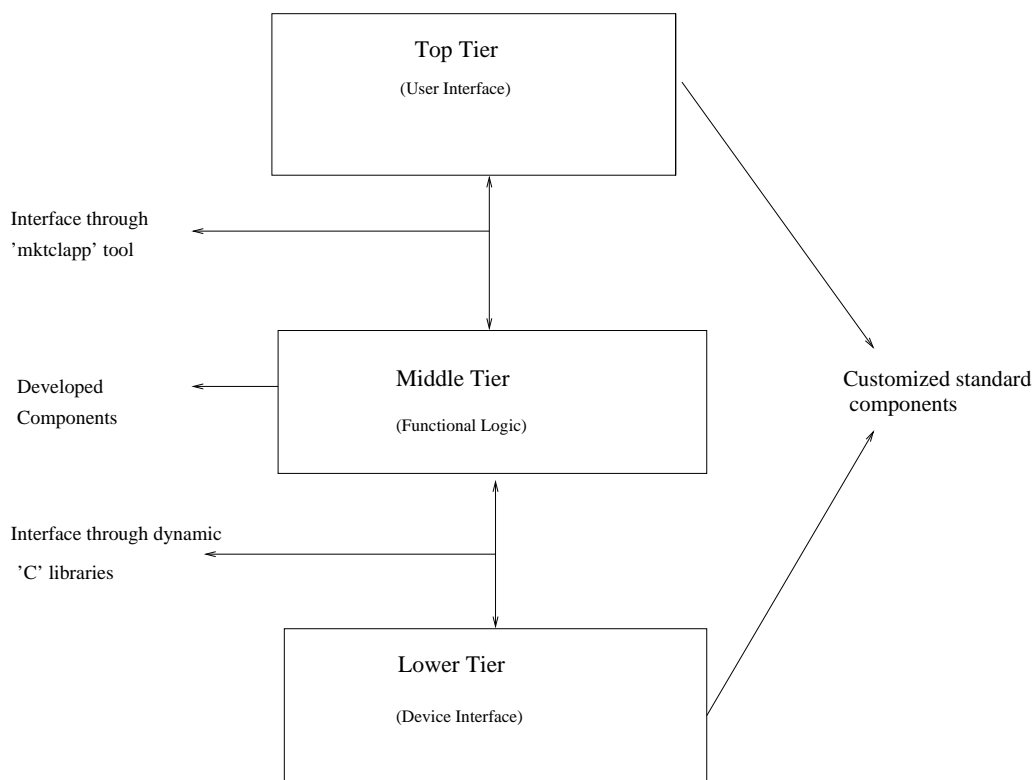 Top Tier
(User Interface)
Interface through
’mktclapp’ tool
Middle Tier
(Functional Logic)
Developed
Components
Customized standard
components
Interface through dynamic
’C’ libraries
Lower Tier
(Device Interface)